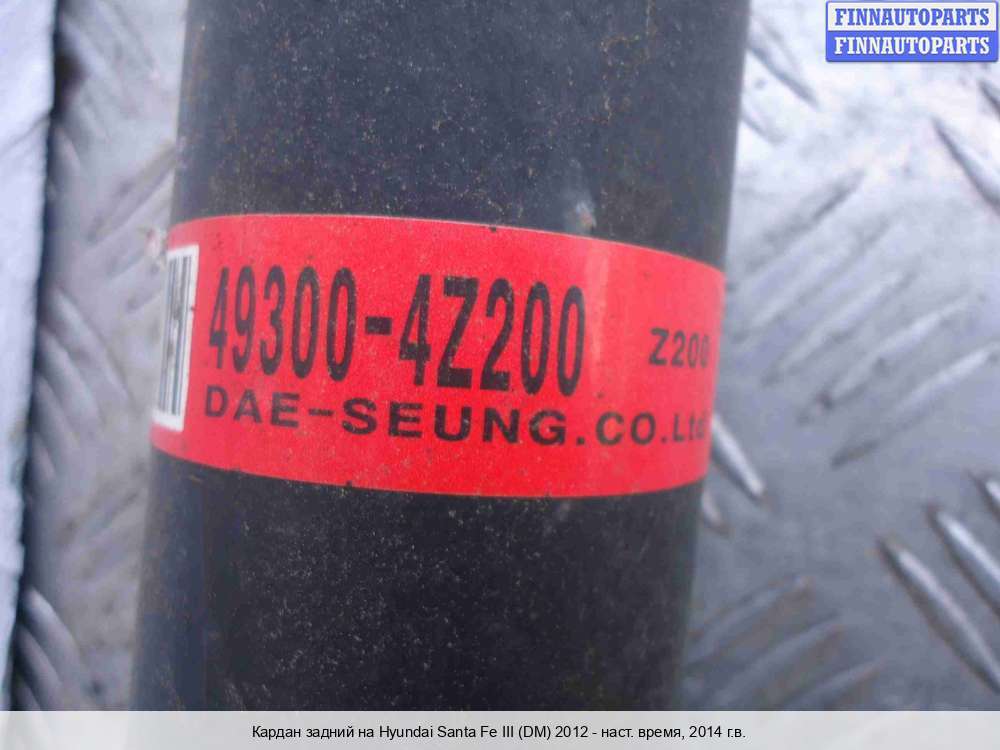 FINNAUTOPARTS
FINNAUTOPARTS
49300-4Z200 Z200
DAE-SEUNG.CO.Ltd
Кардан задний на Hyundai Santa Fe III (DM) 2012 - наст. время, 2014 г.в.